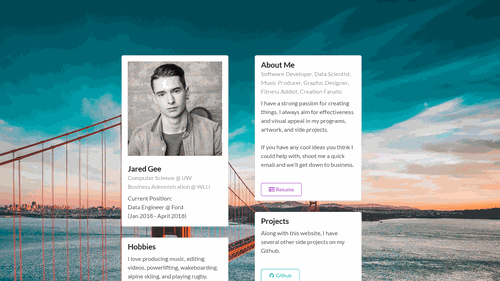 Jared Gee
Computer Science @ UW
Business Administration @ WLU
Current Position:
Data Engineer @ Ford
(Jan 2018 - April 2018)
Hobbies
I love producing music, editing
videos, powerlifting, wakeboarding,
alpine skiing, and playing rugby.
About Me
Software Developer, Data Scientist,
Music Producer, Graphic Designer,
Fitness Addict, Creation Fanatic
I have a strong passion for creating
things. I always aim for effectiveness
and visual appeal in my programs,
artwork, and side projects.
If you have any cool ideas you think I
could help with, shoot me a quick
email and we'll get down to business.
Resume
Projects
Along with this website, I have
several other side projects on my
Github.
Github